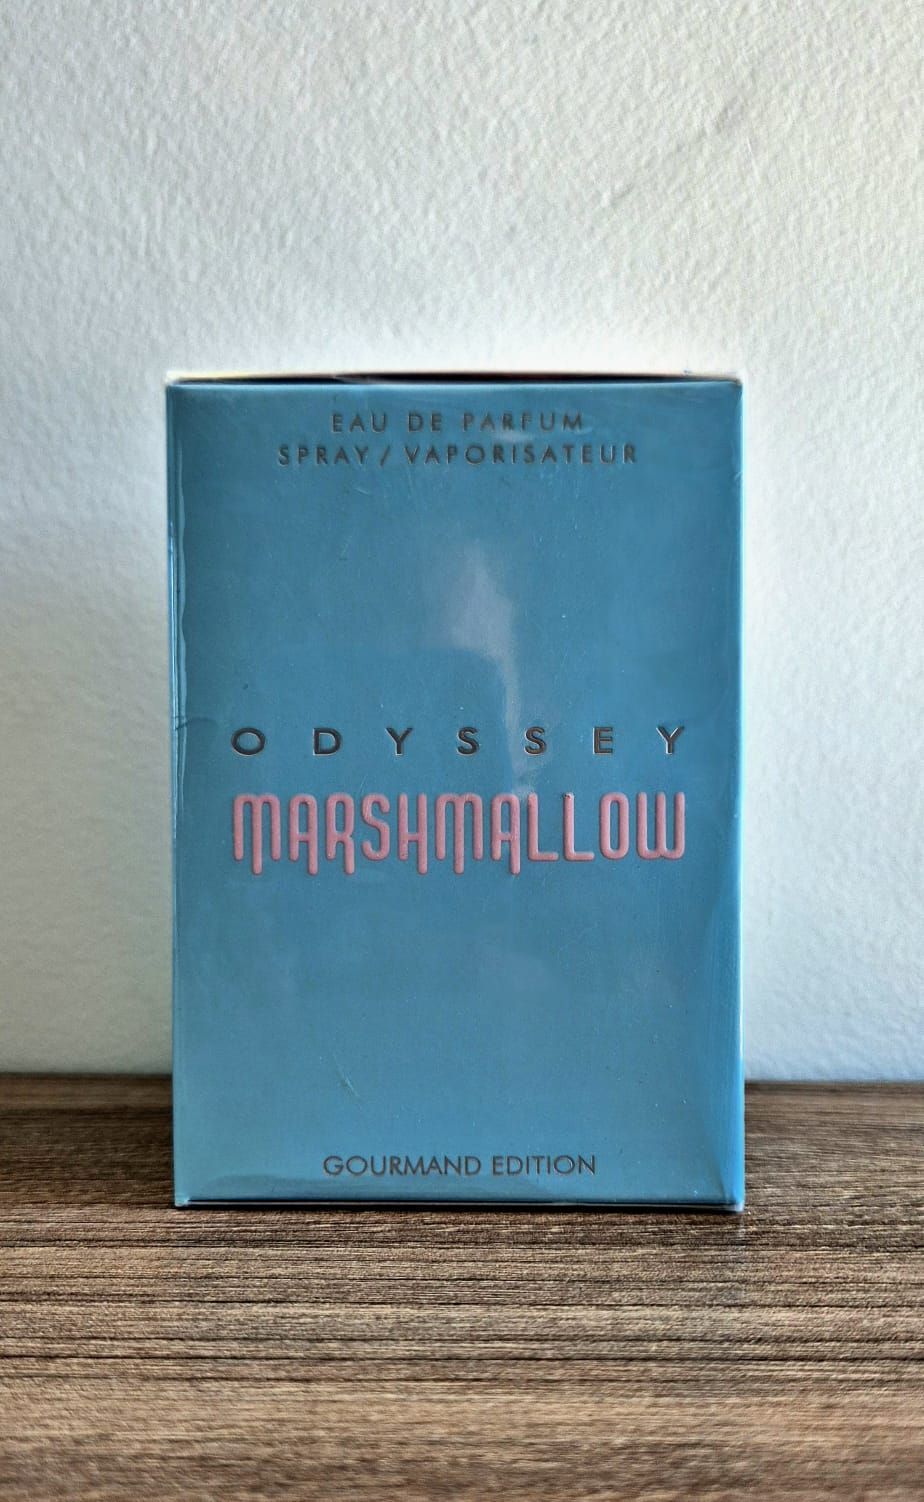 EAU DE PARFUM
SPRAY / VAPORISATEUR
ODYSSEY
MARSHMALLOW
GOURMAND EDITION